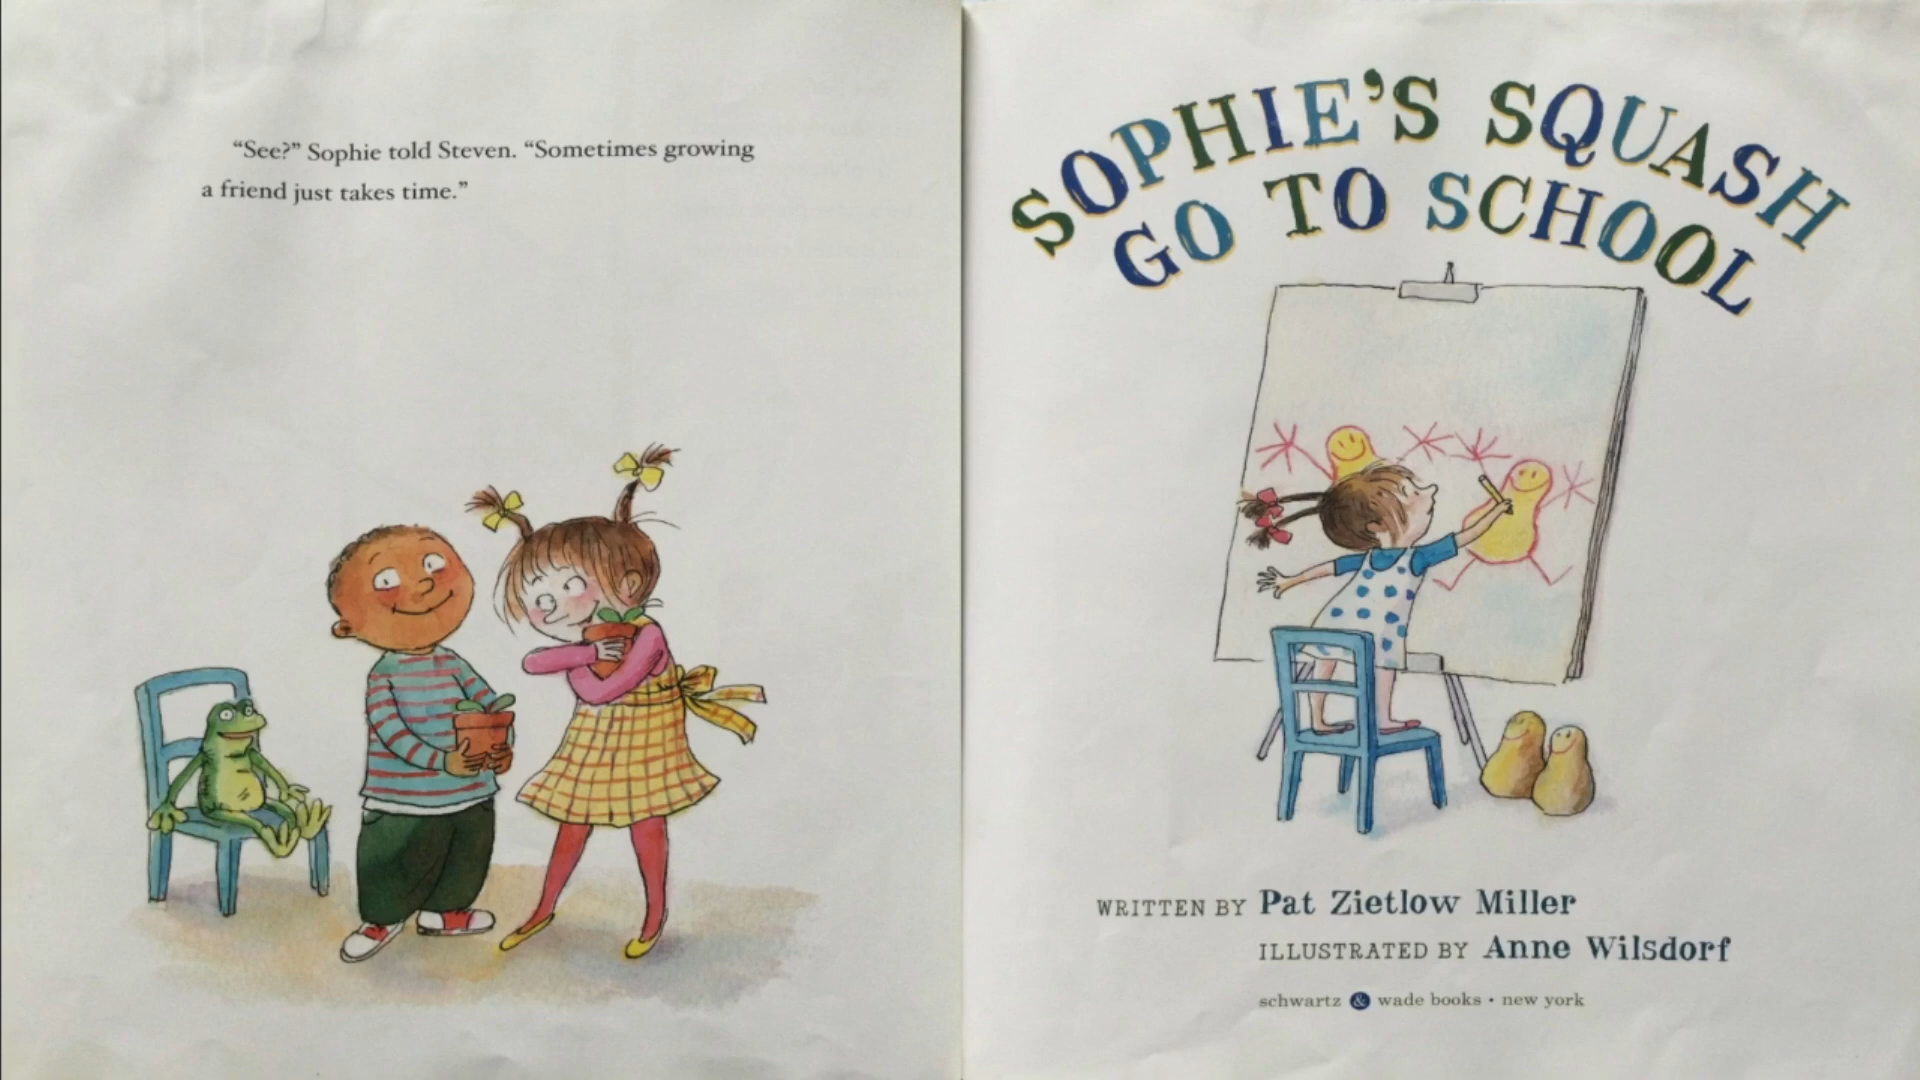 “See?” Sophie told Steven. “Sometimes growing
a friend just takes time.”
SOPHIE’S SQUASH
GO TO SCHOOL
WRITTEN BY Pat Zietlow Miller
ILLUSTRATED BY Anne Wilsdorf
schwartz & wade books • new york